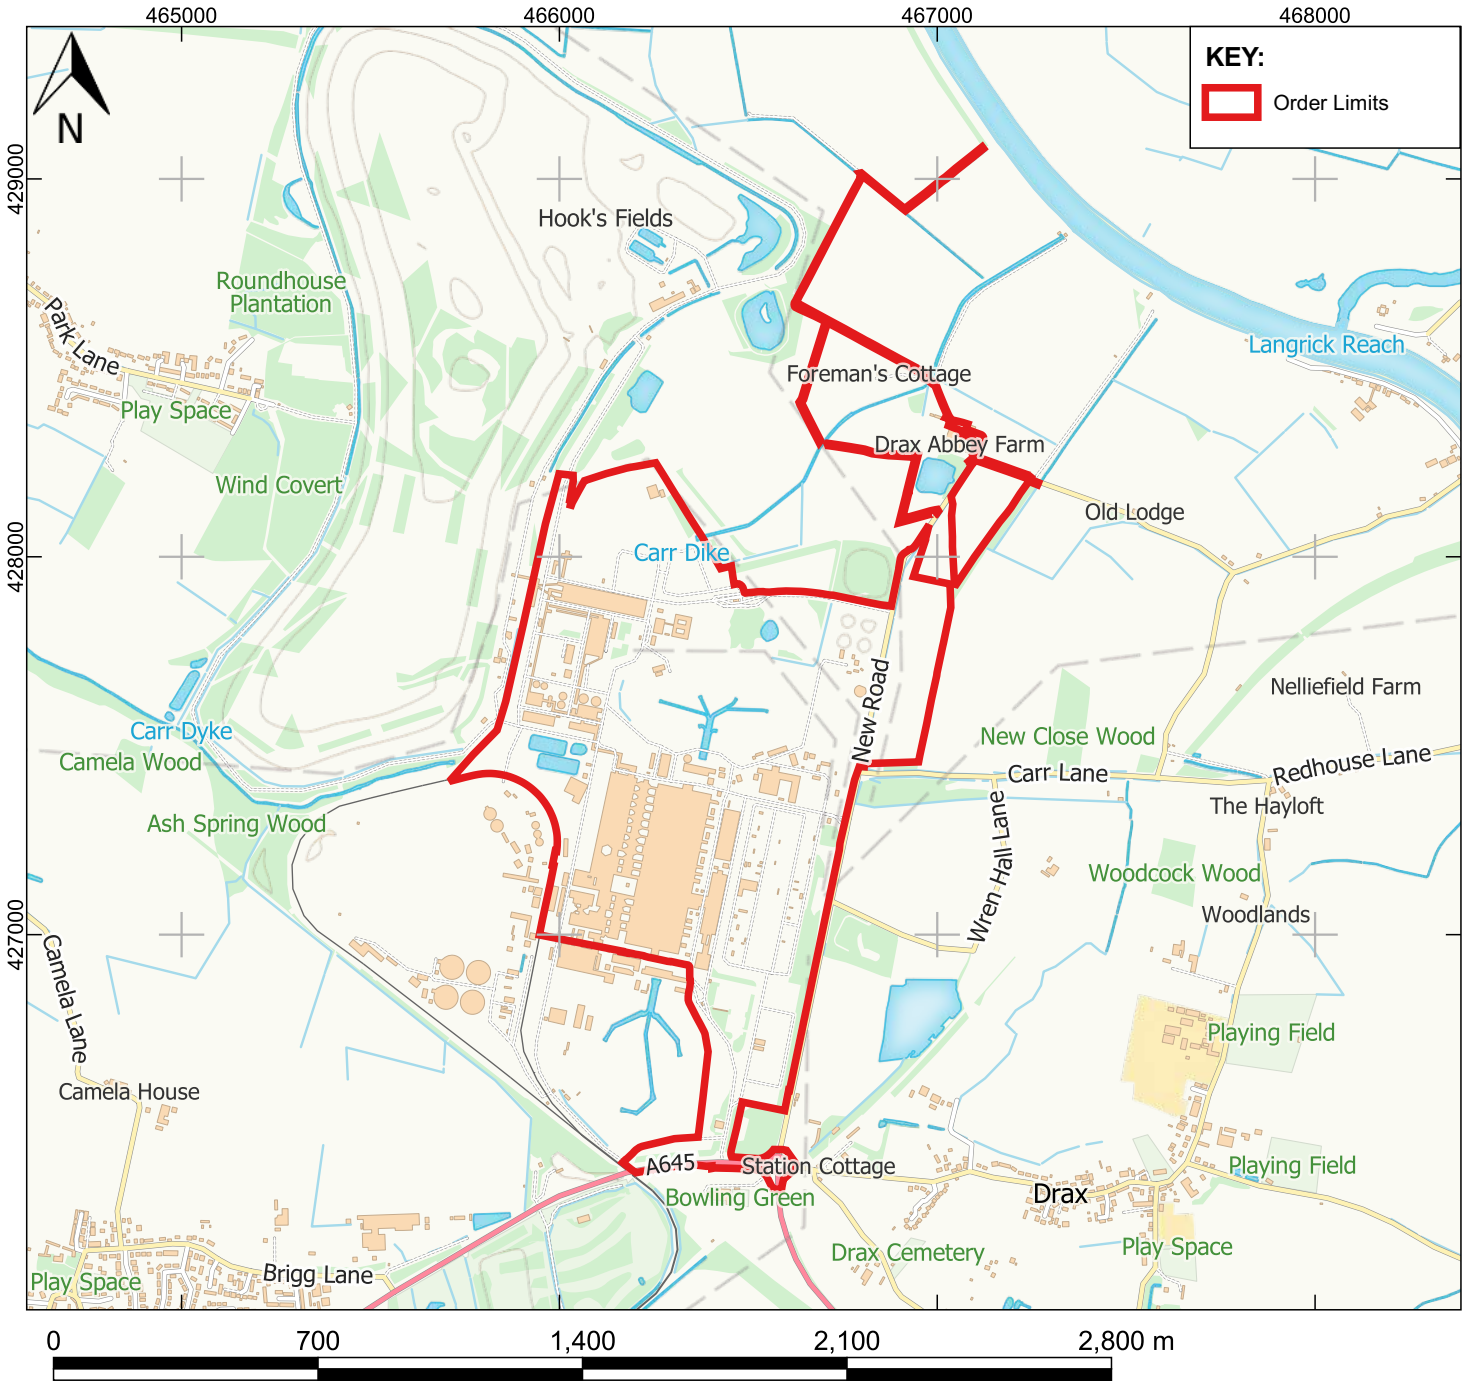 465000 466000 467000 468000
KEY:
Order Limits
N
429000
Hook's Fields
Roundhouse
Plantation
Park Lane
Langrick Reach
Foreman's Cottage
Play Space
Drax Abbey Farm
Wind Covert
Old Lodge
428000
Carr Dike
New Road
Nelliefield Farm
Carr Dyke
New Close Wood
Camela Wood
Redhouse Lane
Carr Lane
The Hayloft
Ash Spring Wood
Wren Hall Lane
Woodcock Wood
Woodlands
427000
Camela Lane
Playing Field
Camela House
A645
Station Cottage
Playing Field
Drax
Bowling Green
Drax Cemetery
Play Space
Brigg Lane
Play Space
0 700 1,400 2,100 2,800 m